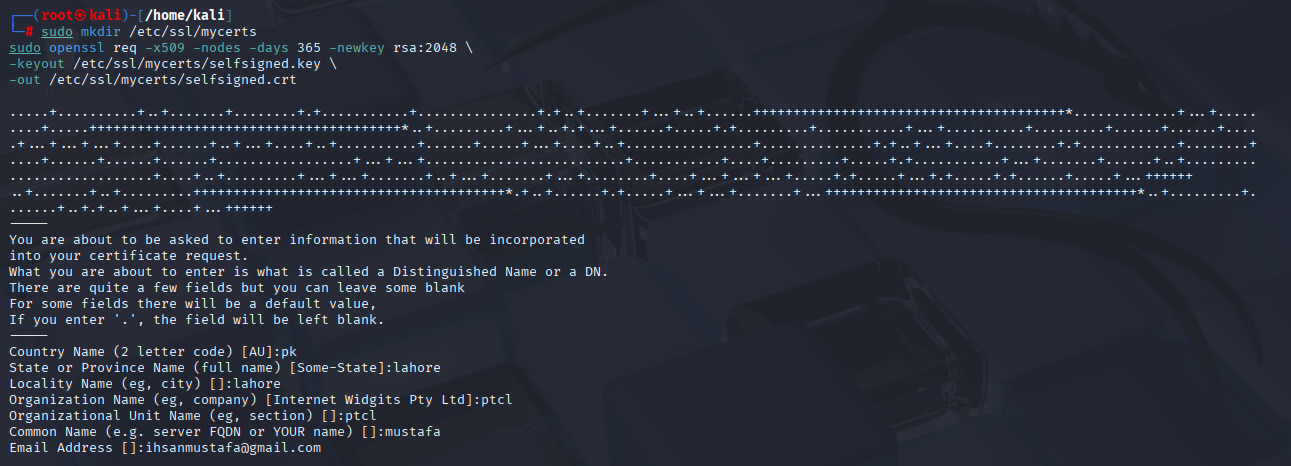 ┌──(root㉿kali)-[/home/kali]
└─# sudo mkdir /etc/ssl/mycerts
sudo openssl req -x509 -nodes -days 365 -newkey rsa:2048 \
-keyout /etc/ssl/mycerts/selfsigned.key \
-out /etc/ssl/mycerts/selfsigned.crt
-----
You are about to be asked to enter information that will be incorporated
into your certificate request.
What you are about to enter is what is called a Distinguished Name or a DN.
There are quite a few fields but you can leave some blank
For some fields there will be a default value,
If you enter '.', the field will be left blank.
-----
Country Name (2 letter code) [AU]:pk
State or Province Name (full name) [Some-State]:lahore
Locality Name (eg, city) []:lahore
Organization Name (eg, company) [Internet Widgits Pty Ltd]:ptcl
Organizational Unit Name (eg, section) []:ptcl
Common Name (e.g. server FQDN or YOUR name) []:mustafa
Email Address []:ihsanmustafa@gmail.com